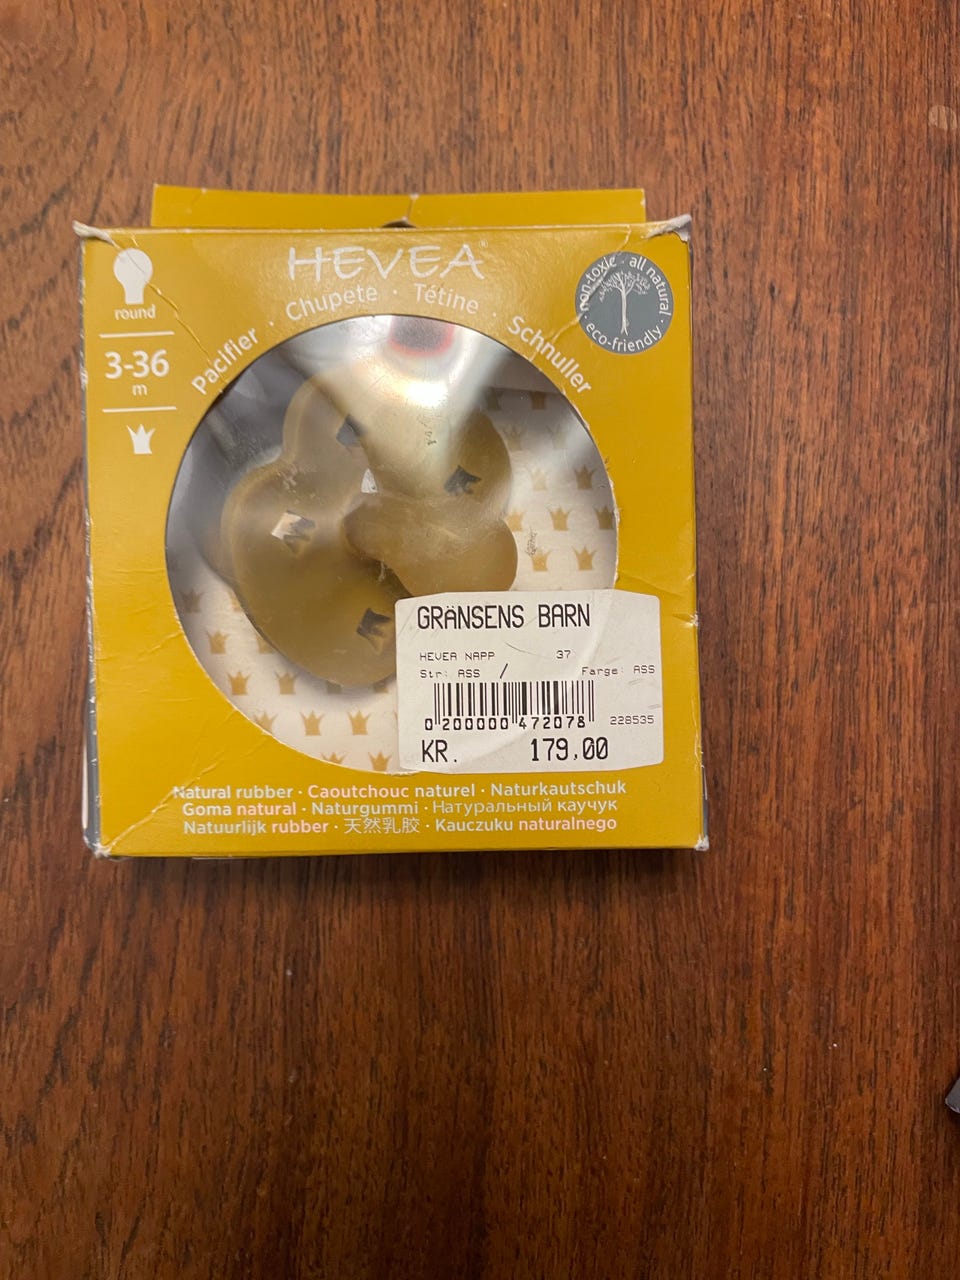 HEVEA®
Pacifier · Chupete · Tétine · Schnuller
round
3-36
m
non-toxic · all natural · eco-friendly ·
GRÄNSENS BARN
HEVEA NAPP 37
Str: ASS / Farge: ASS
0 200000 472078 228535
KR. 179,00
Natural rubber · Caoutchouc naturel · Naturkautschuk
Goma natural · Naturgummi · Натуральный каучук
Natuurlijk rubber · 天然乳胶 · Kauczuku naturalnego